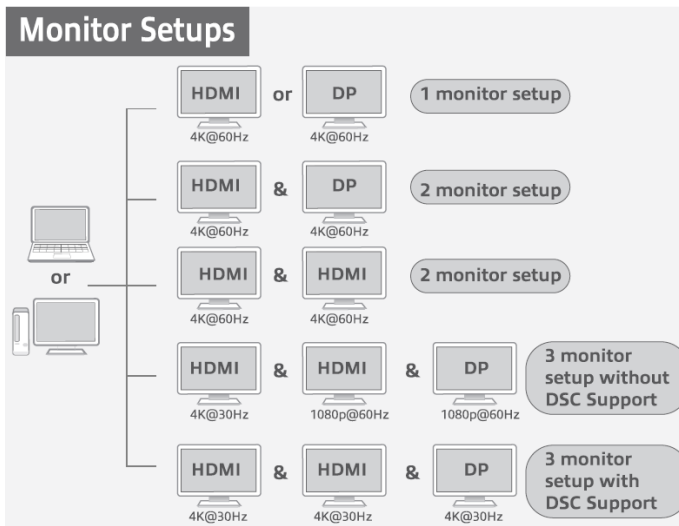 Monitor Setups
HDMI or DP 1 monitor setup
4K@60Hz 4K@60Hz
HDMI & DP 2 monitor setup
4K@60Hz 4K@60Hz
or
HDMI & HDMI 2 monitor setup
4K@60Hz 4K@60Hz
HDMI & HDMI & DP 3 monitor
setup without
DSC Support
4K@30Hz 1080p@60Hz 1080p@60Hz
HDMI & HDMI & DP 3 monitor
setup with
DSC Support
4K@30Hz 4K@30Hz 4K@30Hz